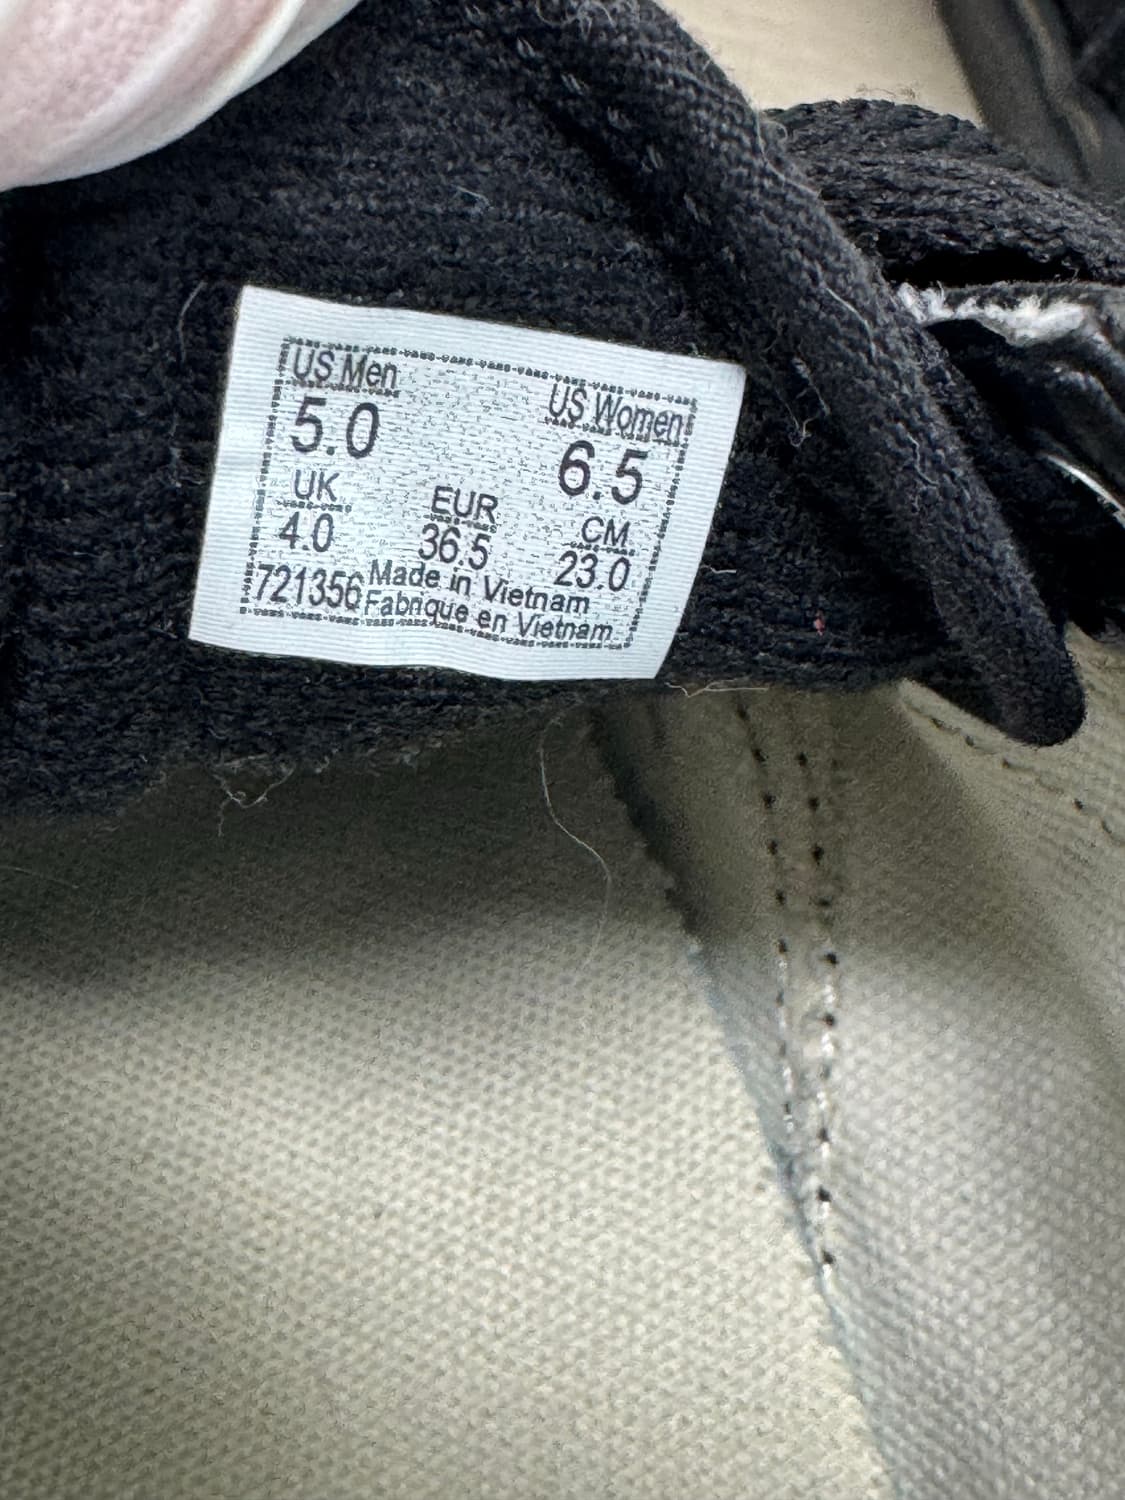 US Men
US Women
5.0
6.5
UK
EUR
CM
4.0
36.5
23.0
721356
Made in Vietnam
Fabrique en Vietnam